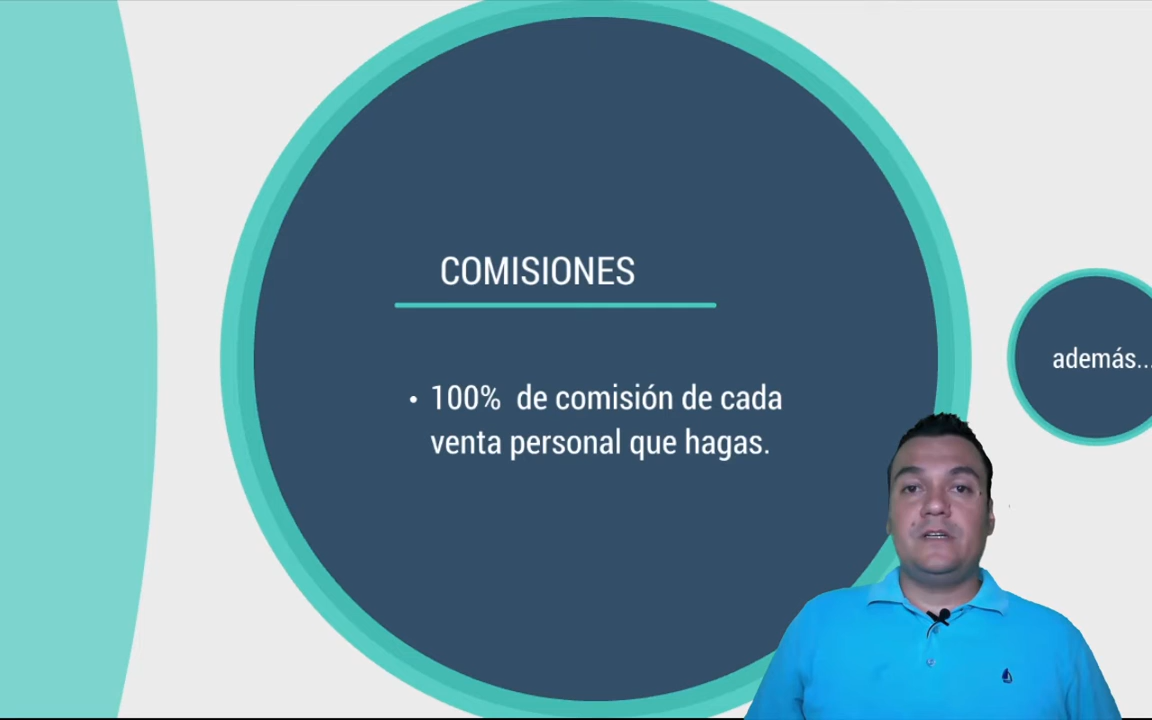 COMISIONES
• 100% de comisión de cada
venta personal que hagas.
además...